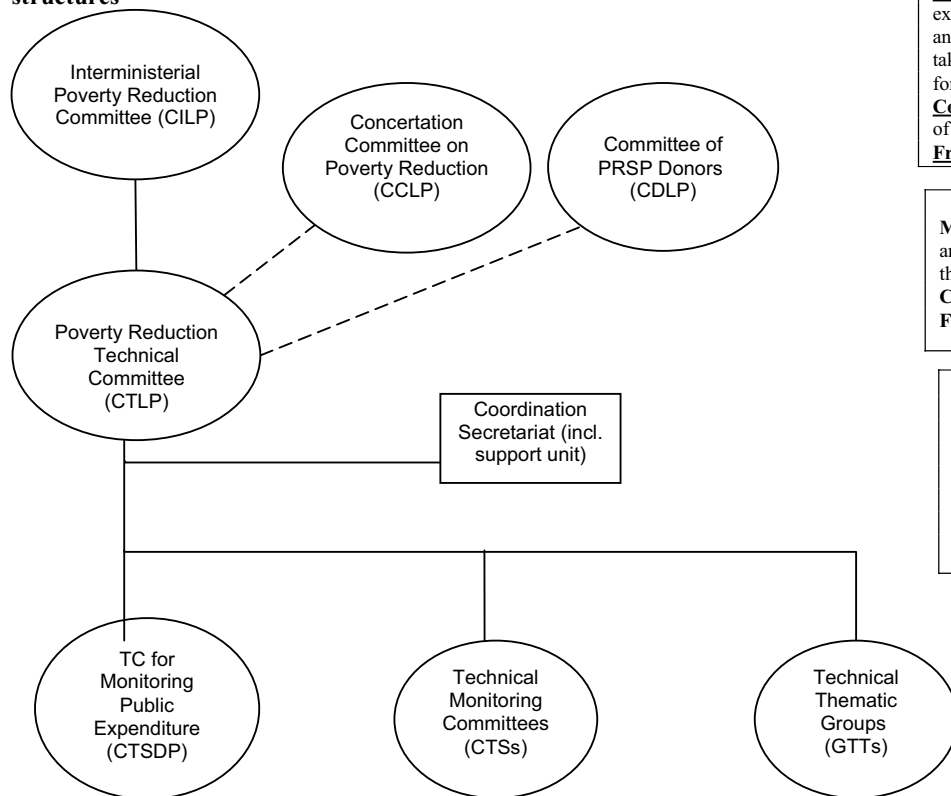 structures
Interministerial
Poverty Reduction
Committee (CILP)
Concertation
Committee on
Poverty Reduction
(CCLP)
Committee of
PRSP Donors
(CDLP)
Poverty Reduction
Technical
Committee
(CTLP)
Coordination
Secretariat (incl.
support unit)
TC for
Monitoring
Public
Expenditure
(CTSDP)
Technical
Monitoring
Committees
(CTSs)
Technical
Thematic
Groups
(GTTs)
of